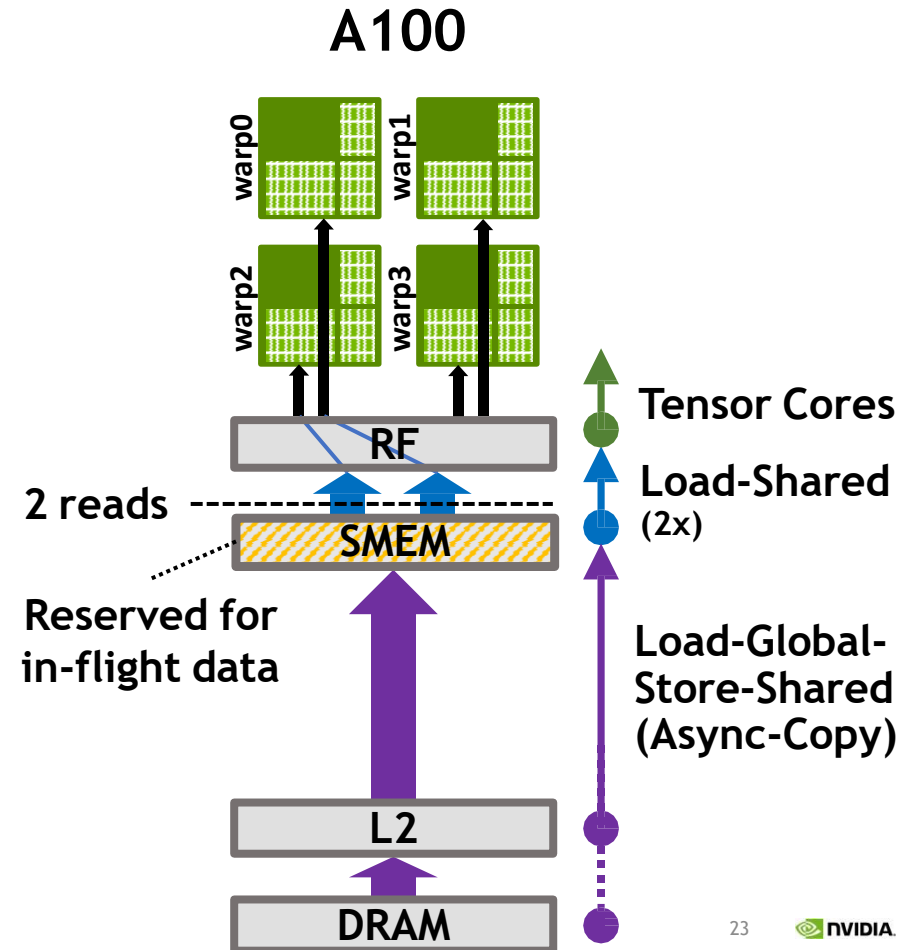 A100
warp0
warp1
warp2
warp3
Tensor Cores
RF
Load-Shared
(2x)
2 reads
SMEM
Reserved for
in-flight data
Load-Global-
Store-Shared
(Async-Copy)
L2
DRAM
23
NVIDIA.